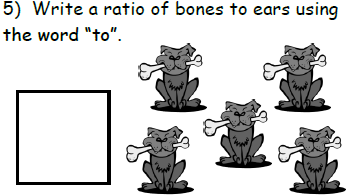 5) Write a ratio of bones to ears using
the word “to”.